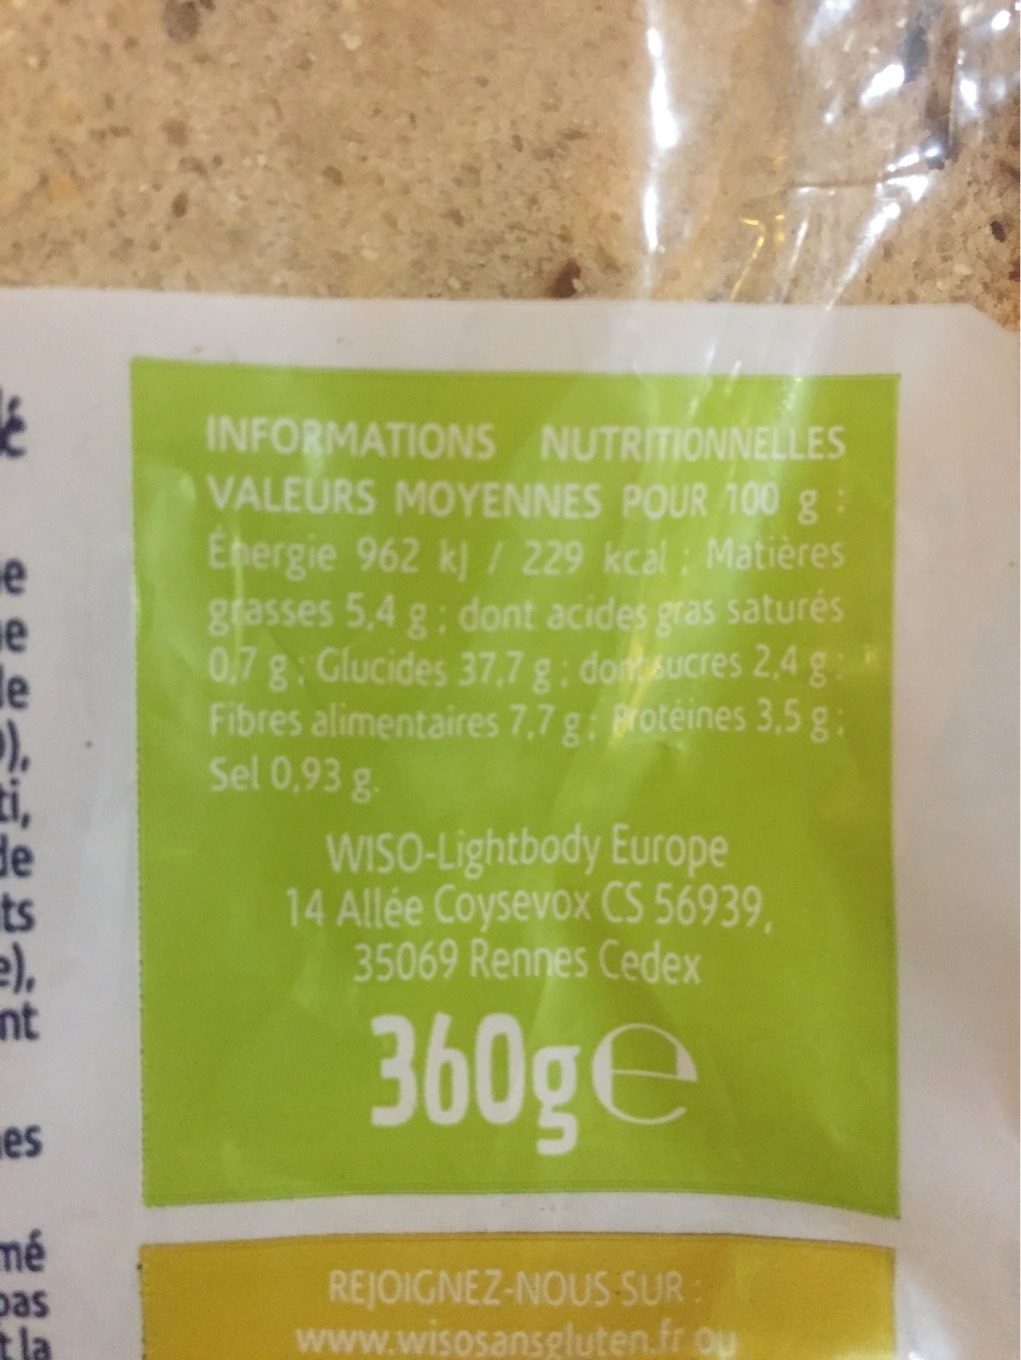 INFORMATIONS NUTRITIONNELLES
VALEURS MOYENNES POUR 100 g :
Énergie 962 kJ / 229 kcal ; Matières
grasses 5,4 g ; dont acides gras saturés
0,7 g ; Glucides 37,7 g ; dont sucres 2,4 g ;
Fibres alimentaires 7,7 g ; Protéines 3,5 g ;
Sel 0,93 g.
WISO-Lightbody Europe
14 Allée Coysevox CS 56939,
35069 Rennes Cedex
360g e
REJOIGNEZ-NOUS SUR :
www.wisosansgluten.fr ou